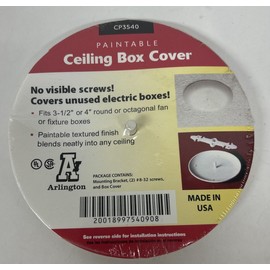 CP3540
PAINTABLE
Ceiling Box Cover
No visible screws!
Covers unused electric boxes!
• Fits 3-1/2" or 4" round or octagonal fan
or fixture boxes
• Paintable textured finish
blends neatly into any ceiling
UL
SP
A
Arlington
PACKAGE CONTAINS:
Mounting Bracket, (2) #8-32 screws,
and Box Cover
MADE IN
USA
20018997540908
See reverse side for installation instructions